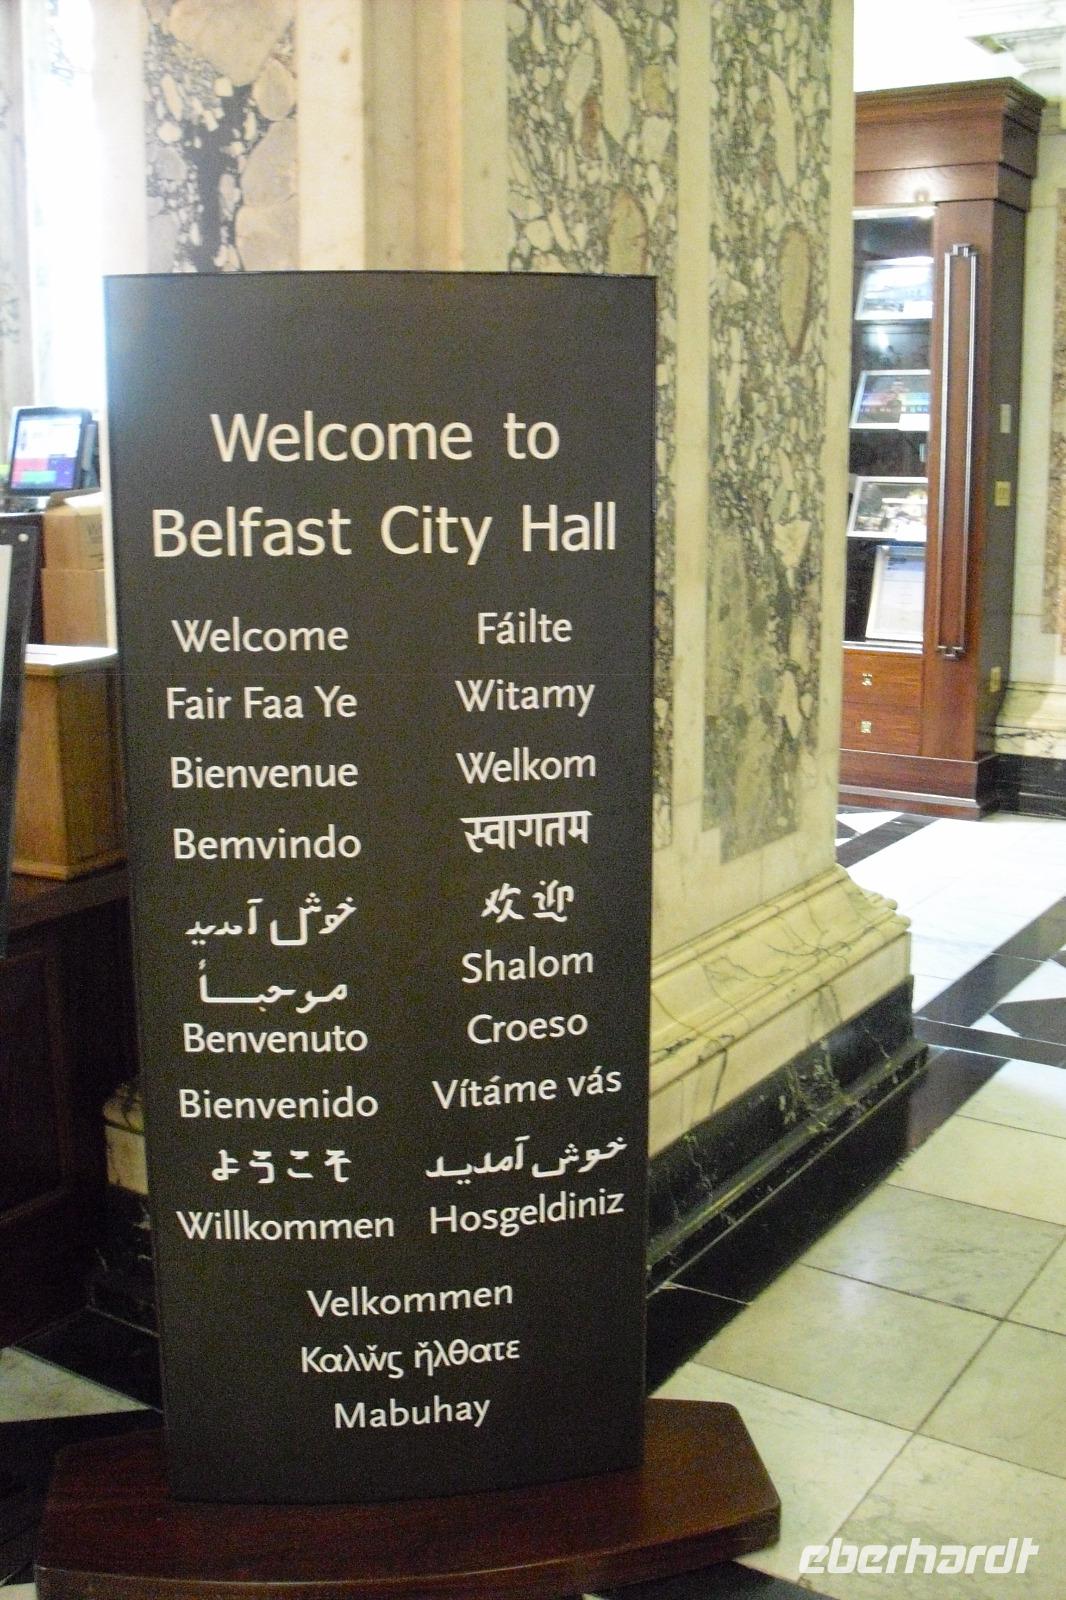 Welcome to
Belfast City Hall
Welcome
Fair Faa Ye
Bienvenue
Bemvindo
خوش آمدید
مرحباً
Benvenuto
Bienvenido
ようこそ
Willkommen
Fáilte
Witamy
Welkom
स्वागतम
欢迎
Shalom
Croeso
Vítáme vás
خوش آمدید
Hosgeldiniz
Velkommen
Καλw̌ς ἤλθατε
Mabuhay
eberhardt